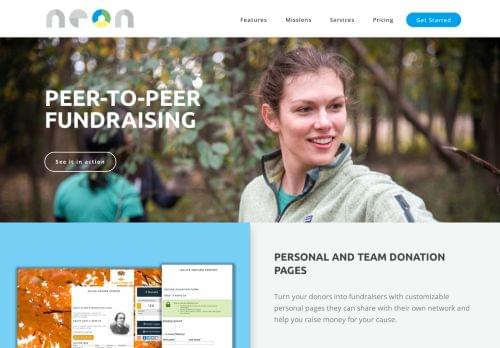 neon
Features Missions Services Pricing Get Started
PEER-TO-PEER
FUNDRAISING
See it in action
PERSONAL AND TEAM DONATION
PAGES
Turn your donors into fundraisers with customizable
personal pages they can share with their own network and
help you raise money for your cause.